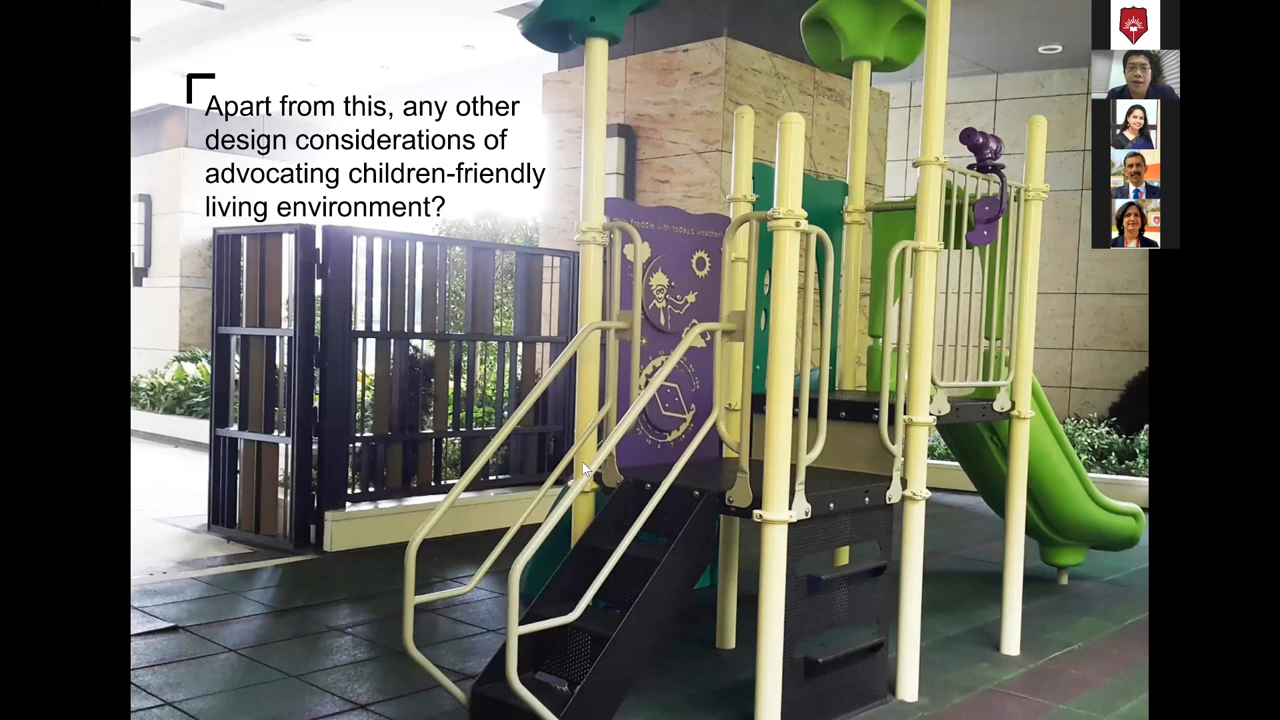 Apart from this, any other
design considerations of
advocating children-friendly
living environment?